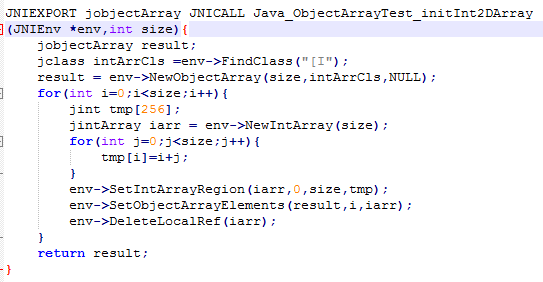 JNIEXPORT jobjectArray JNICALL Java_ObjectArrayTest_initInt2DArray
(JNIEnv *env,int size){
    jobjectArray result;
    jclass intArrCls =env->FindClass("[I");
    result = env->NewObjectArray(size,intArrCls,NULL);
    for(int i=0;i<size;i++){
        jint tmp[256];
        jintArray iarr = env->NewIntArray(size);
        for(int j=0;j<size;j++){
            tmp[i]=i+j;
        }
        env->SetIntArrayRegion(iarr,0,size,tmp);
        env->SetObjectArrayElements(result,i,iarr);
        env->DeleteLocalRef(iarr);
    }
    return result;
}